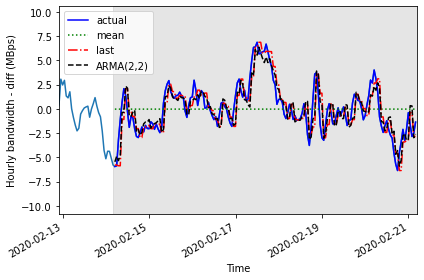 10.0
7.5
5.0
2.5
0.0
-2.5
-5.0
-7.5
-10.0
Hourly bandwidth - diff (MBps)
actual
mean
last
ARMA(2,2)
2020-02-13
2020-02-15
2020-02-17
2020-02-19
2020-02-21
Time